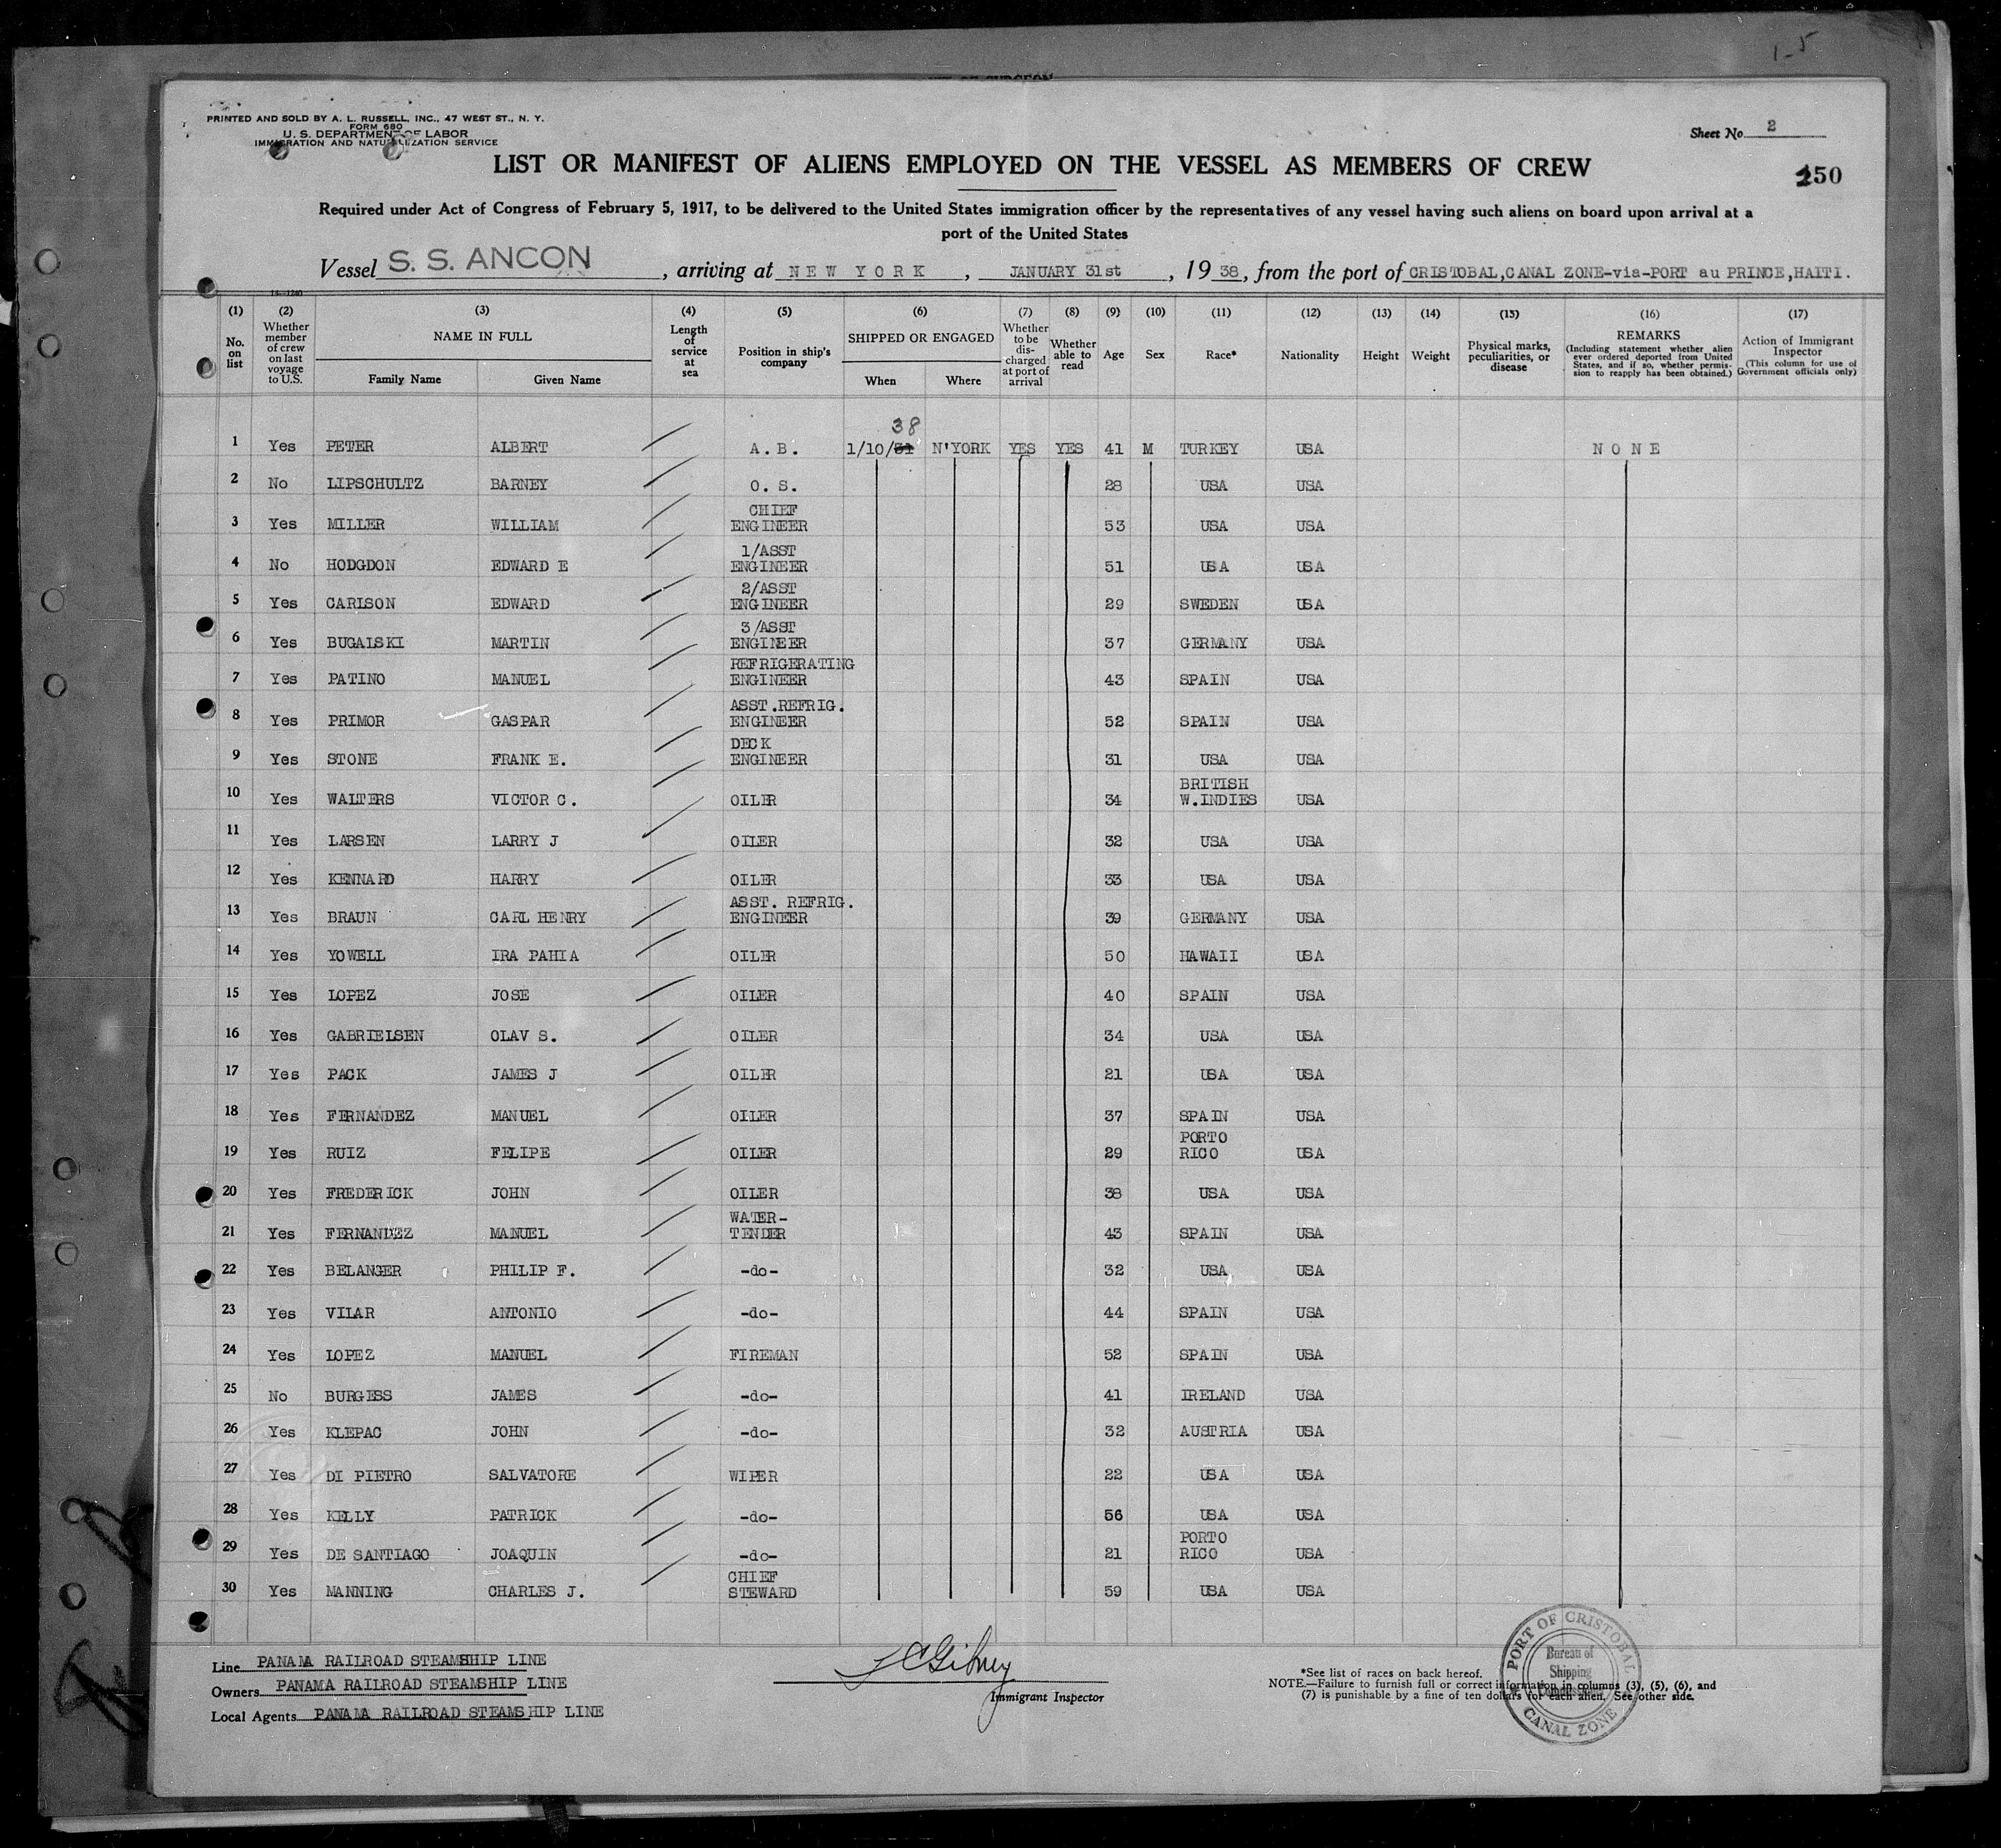 1-5
PRINTED AND SOLD BY A. L. RUSSELL, INC., 47 WEST ST., N. Y.
FORM 680
U. S. DEPARTMENT OF LABOR
IMMIGRATION AND NATURALIZATION SERVICE
Sheet No. 2
LIST OR MANIFEST OF ALIENS EMPLOYED ON THE VESSEL AS MEMBERS OF CREW
150
Required under Act of Congress of February 5, 1917, to be delivered to the United States immigration officer by the representatives of any vessel having such aliens on board upon arrival at a
port of the United States
Vessel S. S. ANCON, arriving at NEW YORK, JANUARY 31st, 1938, from the port of CRISTOBAL,CANAL ZONE-via-PORT au PRINCE,HAITI.
(1) No. on list (2) Whether member of crew on last voyage to U.S. (3) NAME IN FULL Family Name Given Name (4) Length of service at sea (5) Position in ship's company (6) SHIPPED OR ENGAGED When Where (7) Whether to be discharged at port of arrival (8) Whether able to read (9) Age (10) Sex (11) Race* (12) Nationality (13) Height (14) Weight (15) Physical marks, peculiarities, or disease (16) REMARKS (Including statement whether alien ever ordered deported from United States, and if so, whether permission to reapply has been obtained.) (17) Action of Immigrant Inspector (This column for use of Government officials only)
1 Yes PETER ALBERT A.B. 1/10/38 N'YORK YES YES 41 M TURKEY USA NONE
2 No LIPSCHULTZ BARNEY O. S. 28 USA USA
3 Yes MILLER WILLIAM CHIEF ENGINEER 53 USA USA
4 No HODGDON EDWARD E 1/ASST ENGINEER 51 USA USA
5 Yes CARLSON EDWARD 2/ASST ENGINEER 29 SWEDEN USA
6 Yes BUGALSKI MARTIN 3/ASST ENGINEER 37 GERMANY USA
7 Yes PATINO MANUEL REFRIGERATING ENGINEER 43 SPAIN USA
8 Yes PRIMOR GASPAR ASST.REFRIG. ENGINEER 52 SPAIN USA
9 Yes STONE FRANK E. DECK ENGINEER 31 USA USA
10 Yes WALTERS VICTOR C. OILER 34 BRITISH W.INDIES USA
11 Yes LARSEN LARRY J OILER 32 USA USA
12 Yes KENNARD HARRY OILER 33 USA USA
13 Yes BRAUN CARL HENRY ASST. REFRIG. ENGINEER 39 GERMANY USA
14 Yes YOWELL IRA PAHIA OILER 50 HAWAII USA
15 Yes LOPEZ JOSE OILER 40 SPAIN USA
16 Yes GABRIELSEN OLAV S. OILER 34 USA USA
17 Yes PACK JAMES J OILER 21 USA USA
18 Yes FERNANDEZ MANUEL OILER 37 SPAIN USA
19 Yes RUIZ FELIPE OILER 29 PORTO RICO USA
20 Yes FREDERICK JOHN OILER 38 USA USA
21 Yes FERNANDEZ MANUEL WATER-TENDER 43 SPAIN USA
22 Yes BELANGER PHILIP F. -do- 32 USA USA
23 Yes VILAR ANTONIO -do- 44 SPAIN USA
24 Yes LOPEZ MANUEL FIREMAN 52 SPAIN USA
25 No BURGESS JAMES -do- 41 IRELAND USA
26 Yes KLEPAC JOHN -do- 32 AUSTRIA USA
27 Yes DI PIETRO SALVATORE WIPER 22 USA USA
28 Yes KELLY PATRICK -do- 56 USA USA
29 Yes DE SANTIAGO JOAQUIN -do- 21 PORTO RICO USA
30 Yes MANNING CHARLES J. CHIEF STEWARD 59 USA USA
Line PANAMA RAILROAD STEAMSHIP LINE
Owners PANAMA RAILROAD STEAMSHIP LINE
Local Agents PANAMA RAILROAD STEAMSHIP LINE
Immigrant Inspector
*See list of races on back hereof.
NOTE.—Failure to furnish full or correct information in columns (3), (5), (6), and
(7) is punishable by a fine of ten dollars for each alien. See other side.
PORT OF CRISTOBAL
Bureau of
Shipping
CANAL ZONE